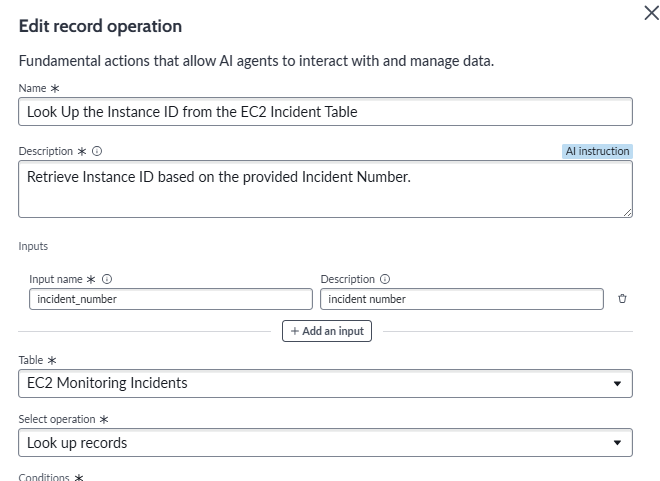 Edit record operation
Fundamental actions that allow AI agents to interact with and manage data.
Name *
Look Up the Instance ID from the EC2 Incident Table
Description * AI instruction
Retrieve Instance ID based on the provided Incident Number.
Inputs
Input name * Description
incident_number incident number
+ Add an input
Table *
EC2 Monitoring Incidents
Select operation *
Look up records
Conditions *